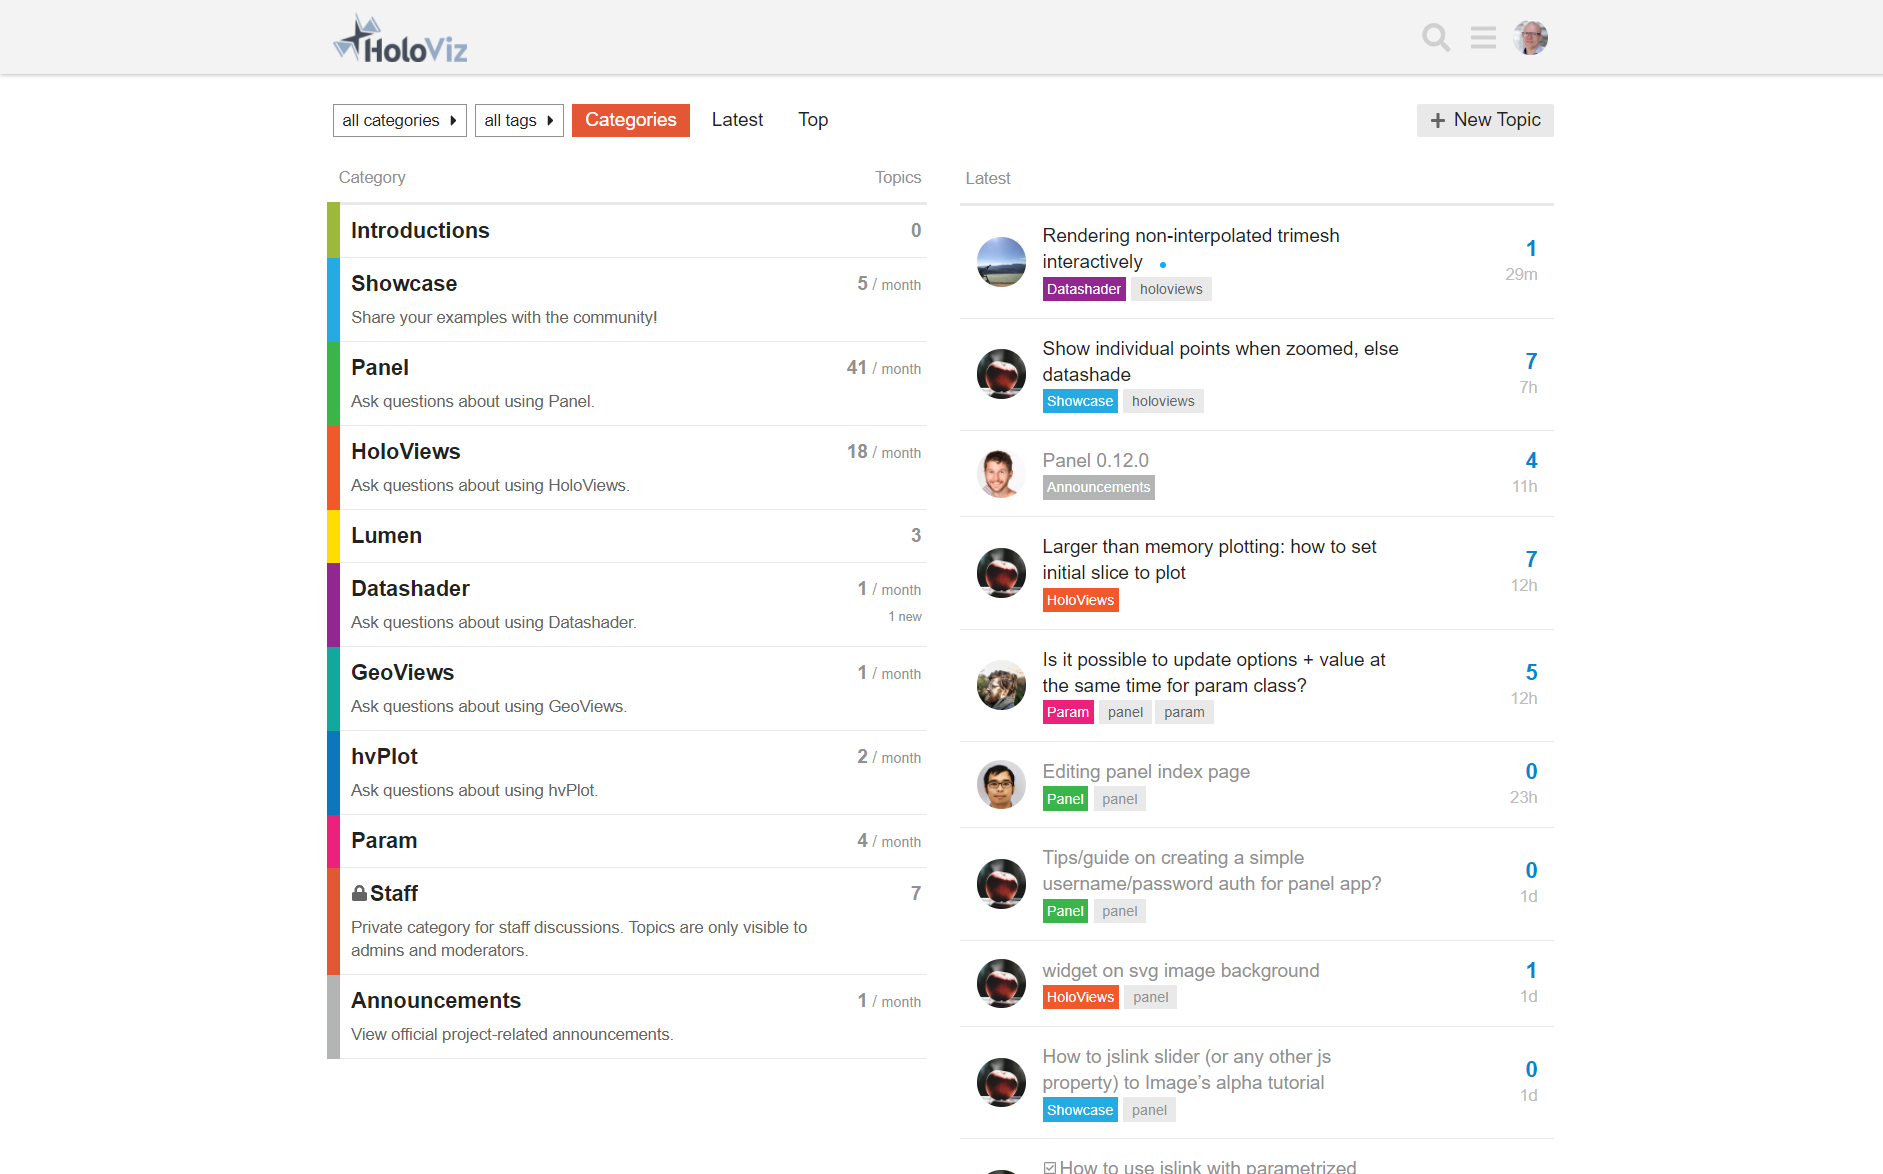 HoloViz
all categories
all tags
Categories
Latest
Top
+ New Topic
Category
Topics
Introductions
0
Showcase
5 / month
Share your examples with the community!
Panel
41 / month
Ask questions about using Panel.
HoloViews
18 / month
Ask questions about using HoloViews.
Lumen
3
Datashader
1 / month
Ask questions about using Datashader.
1 new
GeoViews
1 / month
Ask questions about using GeoViews.
hvPlot
2 / month
Ask questions about using hvPlot.
Param
4 / month
Staff
7
Private category for staff discussions. Topics are only visible to
admins and moderators.
Announcements
1 / month
View official project-related announcements.
Latest
Rendering non-interpolated trimesh
interactively
Datashader holoviews
1
29m
Show individual points when zoomed, else
datashade
Showcase holoviews
7
7h
Panel 0.12.0
Announcements
4
11h
Larger than memory plotting: how to set
initial slice to plot
HoloViews
7
12h
Is it possible to update options + value at
the same time for param class?
Param panel param
5
12h
Editing panel index page
Panel panel
0
23h
Tips/guide on creating a simple
username/password auth for panel app?
Panel panel
0
1d
widget on svg image background
HoloViews panel
1
1d
How to jslink slider (or any other js
property) to Image’s alpha tutorial
Showcase panel
0
1d
How to use jslink with parametrized